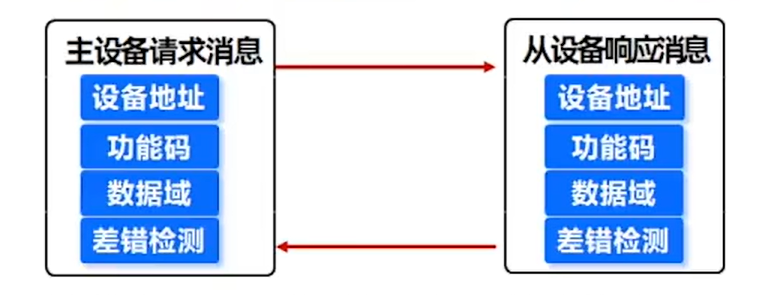 主设备请求消息
设备地址
功能码
数据域
差错检测
从设备响应消息
设备地址
功能码
数据域
差错检测